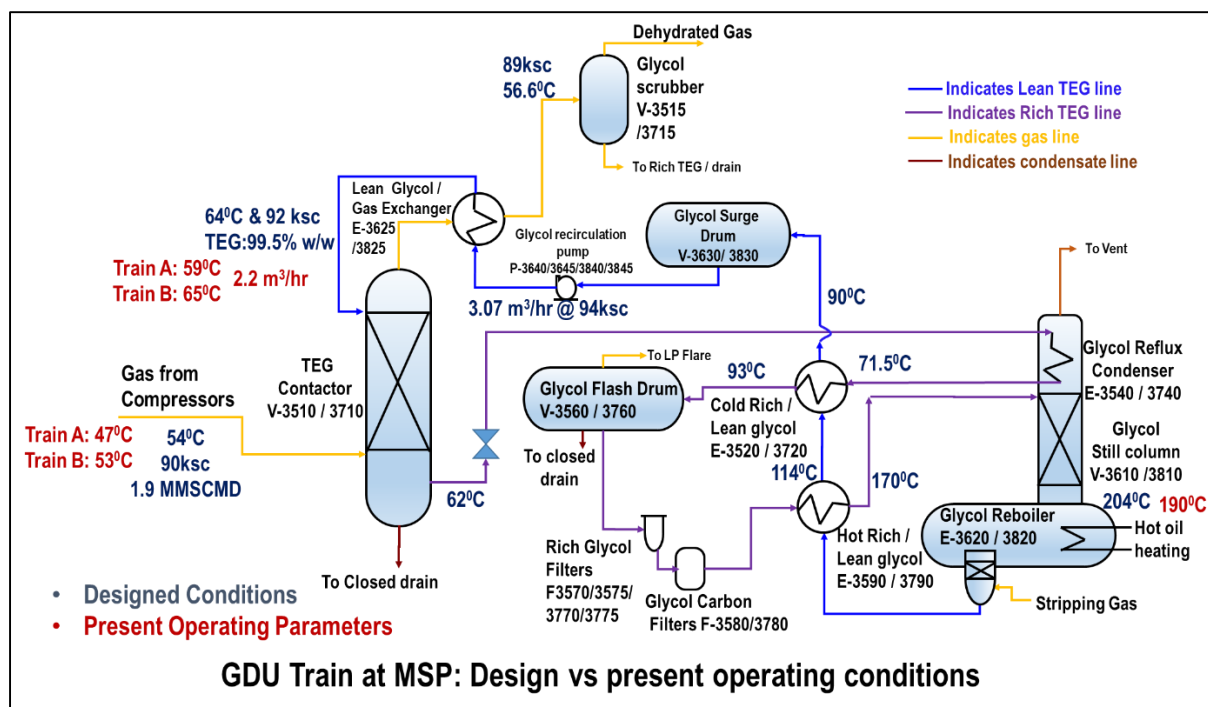 Dehydrated Gas
89ksc
56.6⁰C
Glycol
scrubber
V-3515
/3715
Indicates Lean TEG line
Indicates Rich TEG line
Indicates gas line
Indicates condensate line
To Rich TEG / drain
Lean Glycol /
Gas Exchanger
E-3625
/3825
64⁰C & 92 ksc
TEG:99.5% w/w
Train A: 59⁰C
Train B: 65⁰C
2.2 m³/hr
Glycol recirculation
pump
P-3640/3645/3840/3845
3.07 m³/hr @ 94ksc
Glycol Surge
Drum
V-3630/ 3830
90⁰C
To Vent
Glycol Reflux
Condenser
E-3540 / 3740
TEG
Contactor
V-3510 / 3710
Gas from
Compressors
Train A: 47⁰C
Train B: 53⁰C
54⁰C
90ksc
1.9 MMSCMD
62⁰C
To Closed drain
To LP Flare
Glycol Flash Drum
V-3560 / 3760
To closed
drain
93⁰C
71.5⁰C
Cold Rich /
Lean glycol
E-3520 / 3720
114⁰C
170⁰C
Glycol
Still column
V-3610 /3810
204⁰C
190⁰C
Glycol Reboiler
E-3620 / 3820
Hot oil
heating
Hot Rich /
Lean glycol
E-3590 / 3790
Stripping Gas
Rich Glycol
Filters
F3570/3575/
3770/3775
Glycol Carbon
Filters F-3580/3780
• Designed Conditions
• Present Operating Parameters
GDU Train at MSP: Design vs present operating conditions